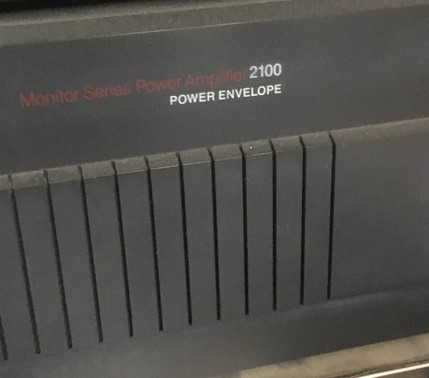 Monitor Series Power Amplifier 2100
POWER ENVELOPE